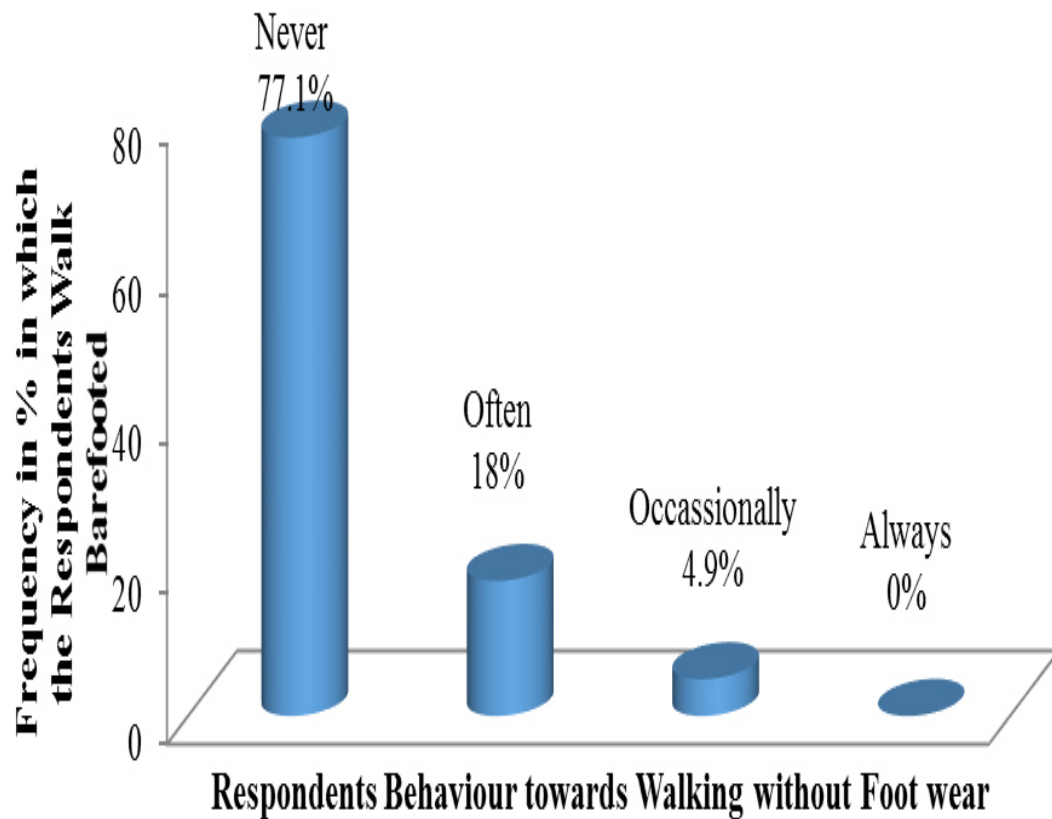 Never
77.1%
Often
18%
Occassionally
4.9%
Always
0%
80
60
40
20
0
Frequency in % in which
the Respondents Walk
Barefooted
Respondents Behaviour towards Walking without Foot wear